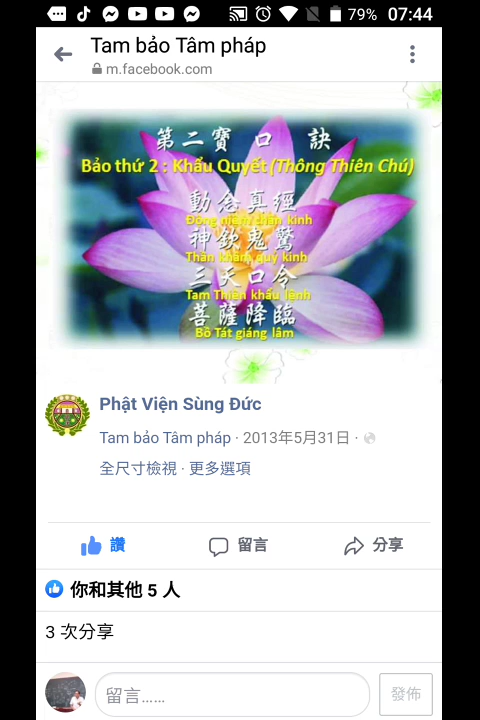 79% 07:44
Tam bảo Tâm pháp
m.facebook.com
第二寶口訣
Bảo thứ 2 : Khẩu Quyết (Thông Thiên Chú)
動念真經
Động niệm chân kinh
神欽鬼驚
Thần khâm quỷ kinh
三天口令
Tam Thiên khẩu lệnh
菩薩降臨
Bồ Tát giáng lâm
Phật Viện Sùng Đức
Tam bảo Tâm pháp · 2013年5月31日 ·
全尺寸檢視 · 更多選項
讚 留言 分享
你和其他 5 人
3 次分享
留言…… 發佈